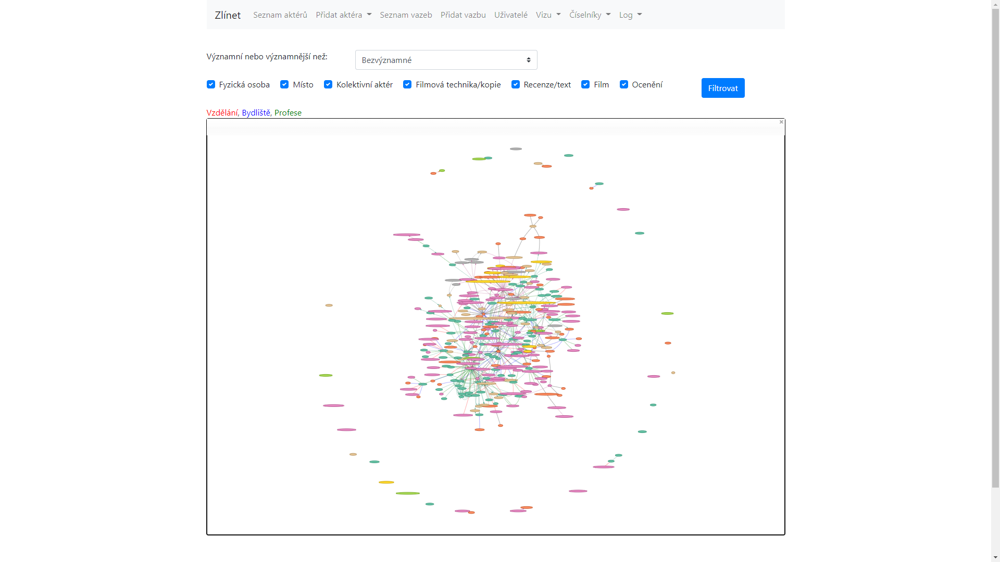 Zlínet Seznam aktérů Přidat aktéra Seznam vazeb Přidat vazbu Uživatelé Vizu Číselníky Log
Významní nebo významnější než: Bezvýznamné
Fyzická osoba Místo Kolektivní aktér Filmová technika/kopie Recenze/text Film Ocenění Filtrovat
Vzdělání, Bydliště, Profese